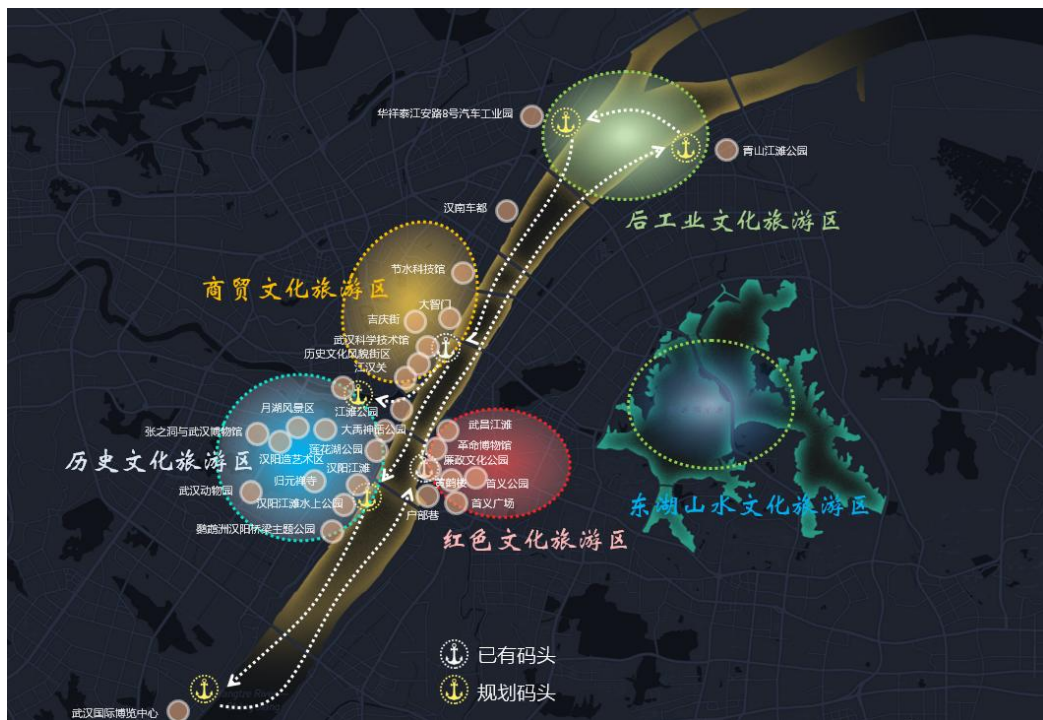 华祥泰江安路8号汽车工业园
青山江滩公园
汉南车都
后工业文化旅游区
节水科技馆
商贸文化旅游区
大智门
吉庆街
武汉科学技术馆
历史文化风貌街区
江汉关
月湖风景区
江滩公园
武昌江滩
张之洞与武汉博物馆
大禹神话公园
革命博物馆
莲花湖公园
廉政文化公园
历史文化旅游区
汉阳造艺术区
汉阳江滩
归元禅寺
黄鹤楼
首义公园
武汉动物园
汉阳江滩水上公园
户部巷
首义广场
东湖山水文化旅游区
鹦鹉洲汉阳桥梁主题公园
红色文化旅游区
已有码头
规划码头
武汉国际博览中心